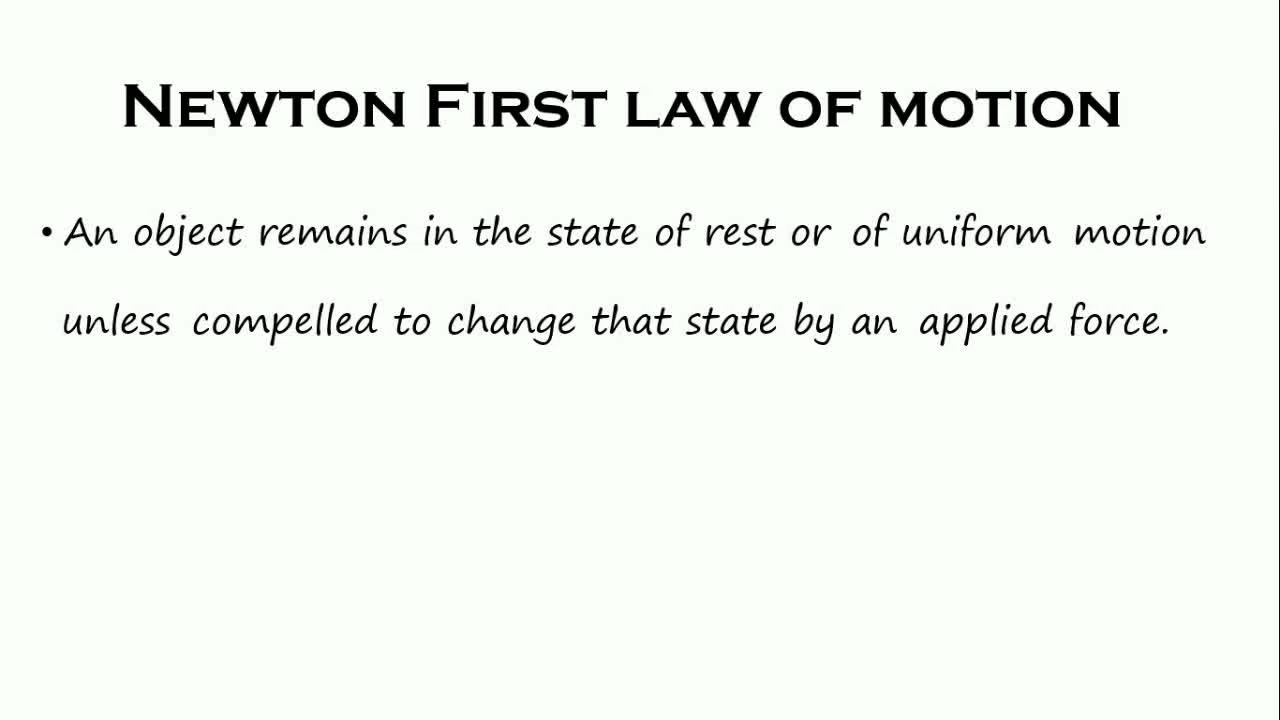 Newton First law of motion
• An object remains in the state of rest or of uniform motion
unless compelled to change that state by an applied force.